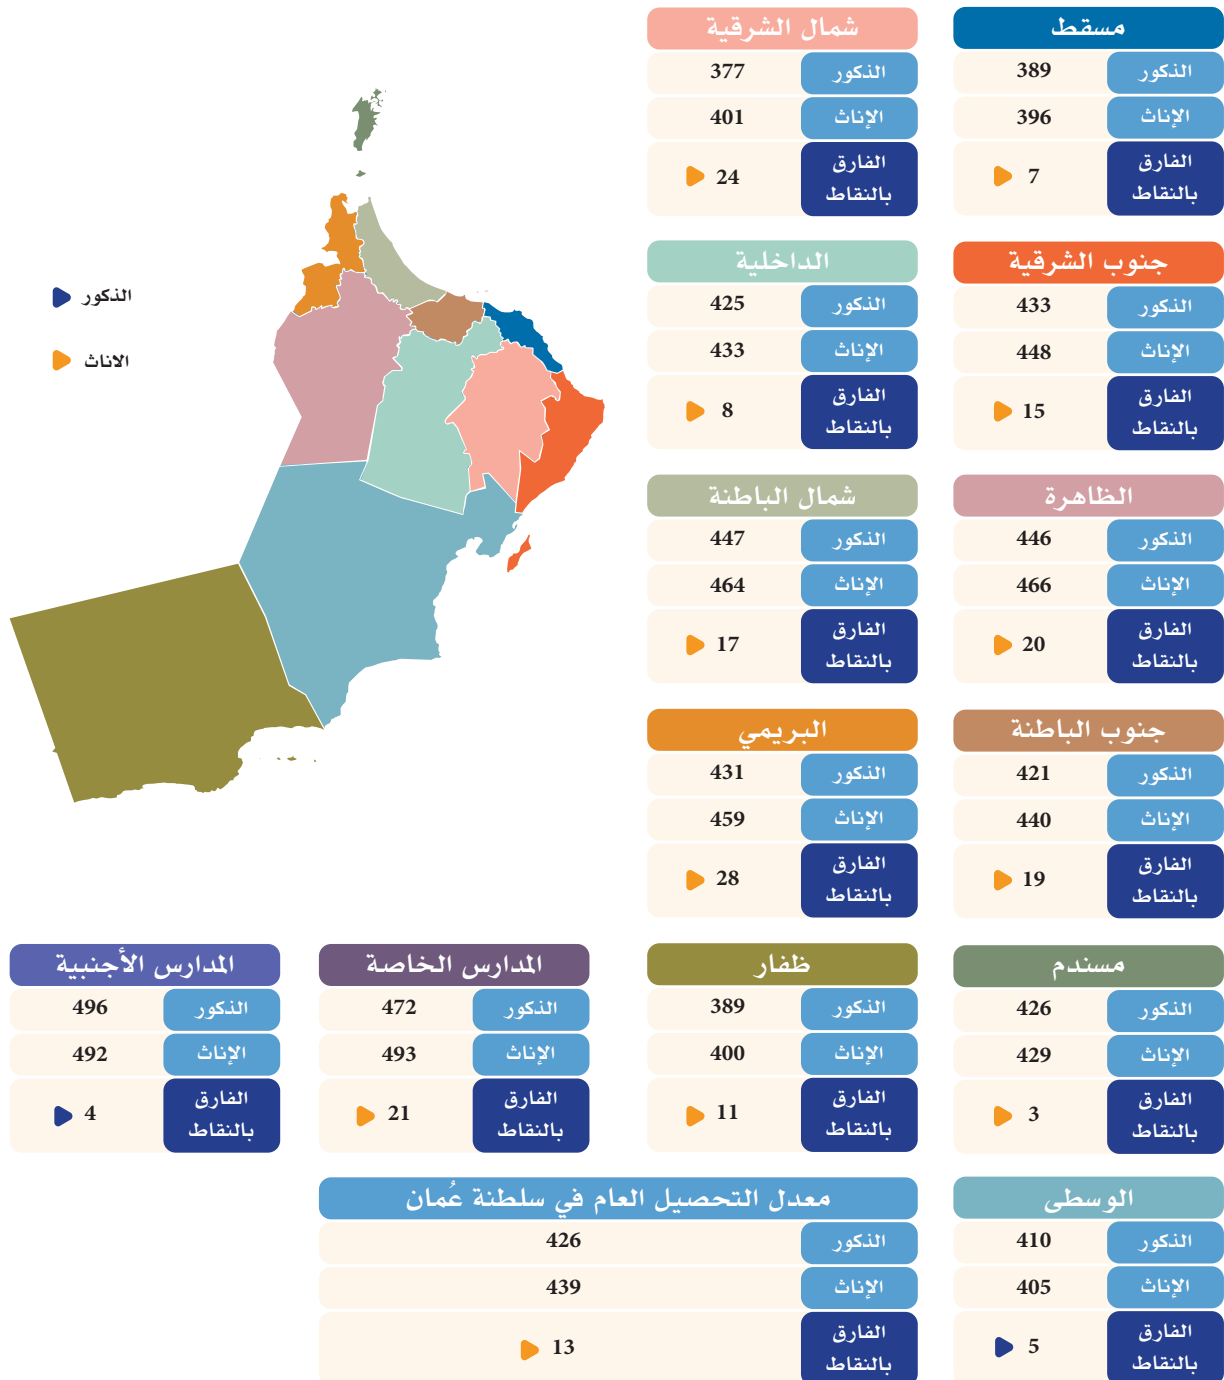 مسقط
الذكور 389
الإناث 396
الفارق بالنقاط 7
شمال الشرقية
الذكور 377
الإناث 401
الفارق بالنقاط 24
جنوب الشرقية
الذكور 433
الإناث 448
الفارق بالنقاط 15
الداخلية
الذكور 425
الإناث 433
الفارق بالنقاط 8
الذكور
الاناث
الظاهرة
الذكور 446
الإناث 466
الفارق بالنقاط 20
شمال الباطنة
الذكور 447
الإناث 464
الفارق بالنقاط 17
جنوب الباطنة
الذكور 421
الإناث 440
الفارق بالنقاط 19
البريمي
الذكور 431
الإناث 459
الفارق بالنقاط 28
مسندم
الذكور 426
الإناث 429
الفارق بالنقاط 3
ظفار
الذكور 389
الإناث 400
الفارق بالنقاط 11
المدارس الخاصة
الذكور 472
الإناث 493
الفارق بالنقاط 21
المدارس الأجنبية
الذكور 496
الإناث 492
الفارق بالنقاط 4
الوسطى
الذكور 410
الإناث 405
الفارق بالنقاط 5
معدل التحصيل العام في سلطنة عُمان
الذكور 426
الإناث 439
الفارق بالنقاط 13